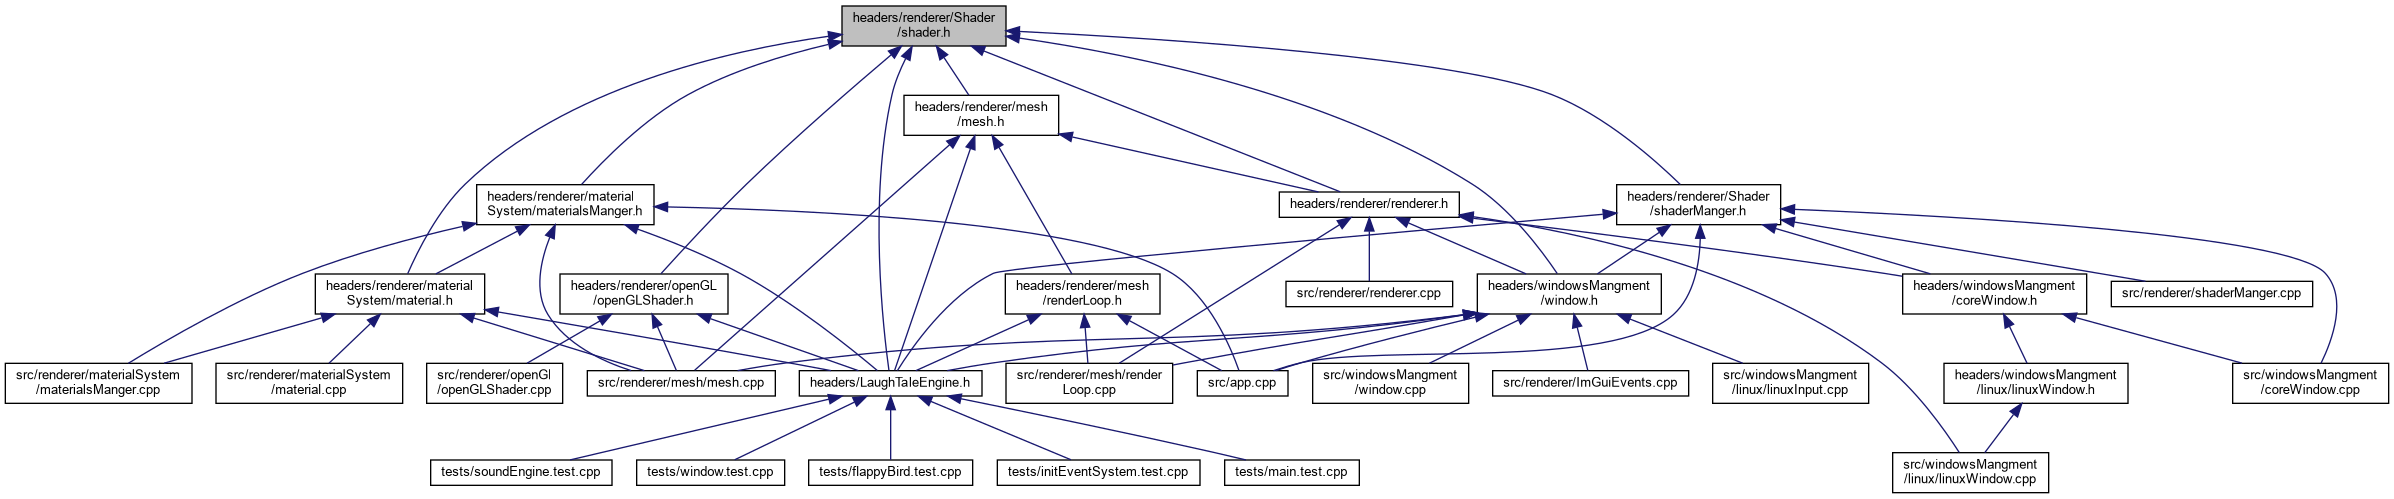 headers/renderer/Shader
/shader.h
headers/renderer/mesh
/mesh.h
headers/renderer/material
System/materialsManger.h
headers/renderer/renderer.h
headers/renderer/Shader
/shaderManger.h
headers/renderer/material
System/material.h
headers/renderer/openGL
/openGLShader.h
headers/renderer/mesh
/renderLoop.h
src/renderer/renderer.cpp
headers/windowsMangment
/window.h
headers/windowsMangment
/coreWindow.h
src/renderer/shaderManger.cpp
src/renderer/materialSystem
/materialsManger.cpp
src/renderer/materialSystem
/material.cpp
src/renderer/openGl
/openGLShader.cpp
src/renderer/mesh/mesh.cpp
headers/LaughTaleEngine.h
src/renderer/mesh/render
Loop.cpp
src/app.cpp
src/windowsMangment
/window.cpp
src/renderer/ImGuiEvents.cpp
src/windowsMangment
/linux/linuxInput.cpp
headers/windowsMangment
/linux/linuxWindow.h
src/windowsMangment
/coreWindow.cpp
tests/soundEngine.test.cpp
tests/window.test.cpp
tests/flappyBird.test.cpp
tests/initEventSystem.test.cpp
tests/main.test.cpp
src/windowsMangment
/linux/linuxWindow.cpp